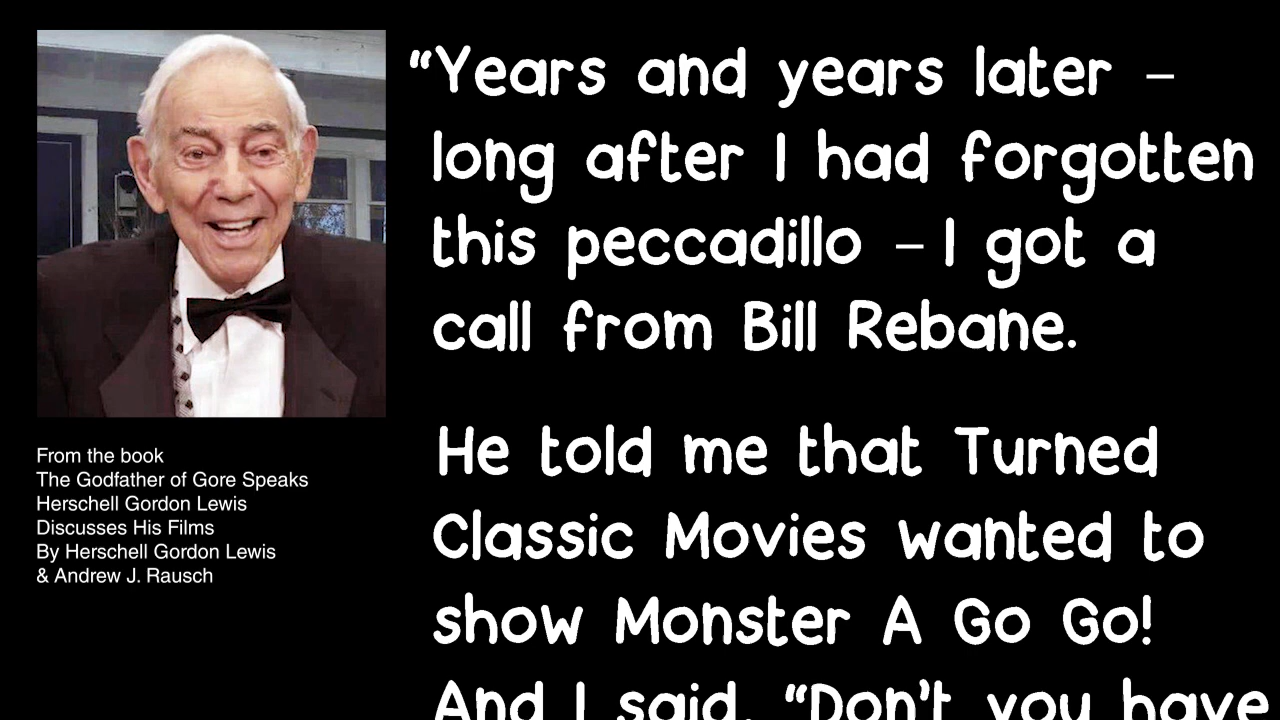 “Years and years later –
long after I had forgotten
this peccadillo – I got a
call from Bill Rebane.
He told me that Turned
Classic Movies wanted to
show Monster A Go Go!
And I said, “Don’t you have
From the book
The Godfather of Gore Speaks
Herschell Gordon Lewis
Discusses His Films
By Herschell Gordon Lewis
& Andrew J. Rausch